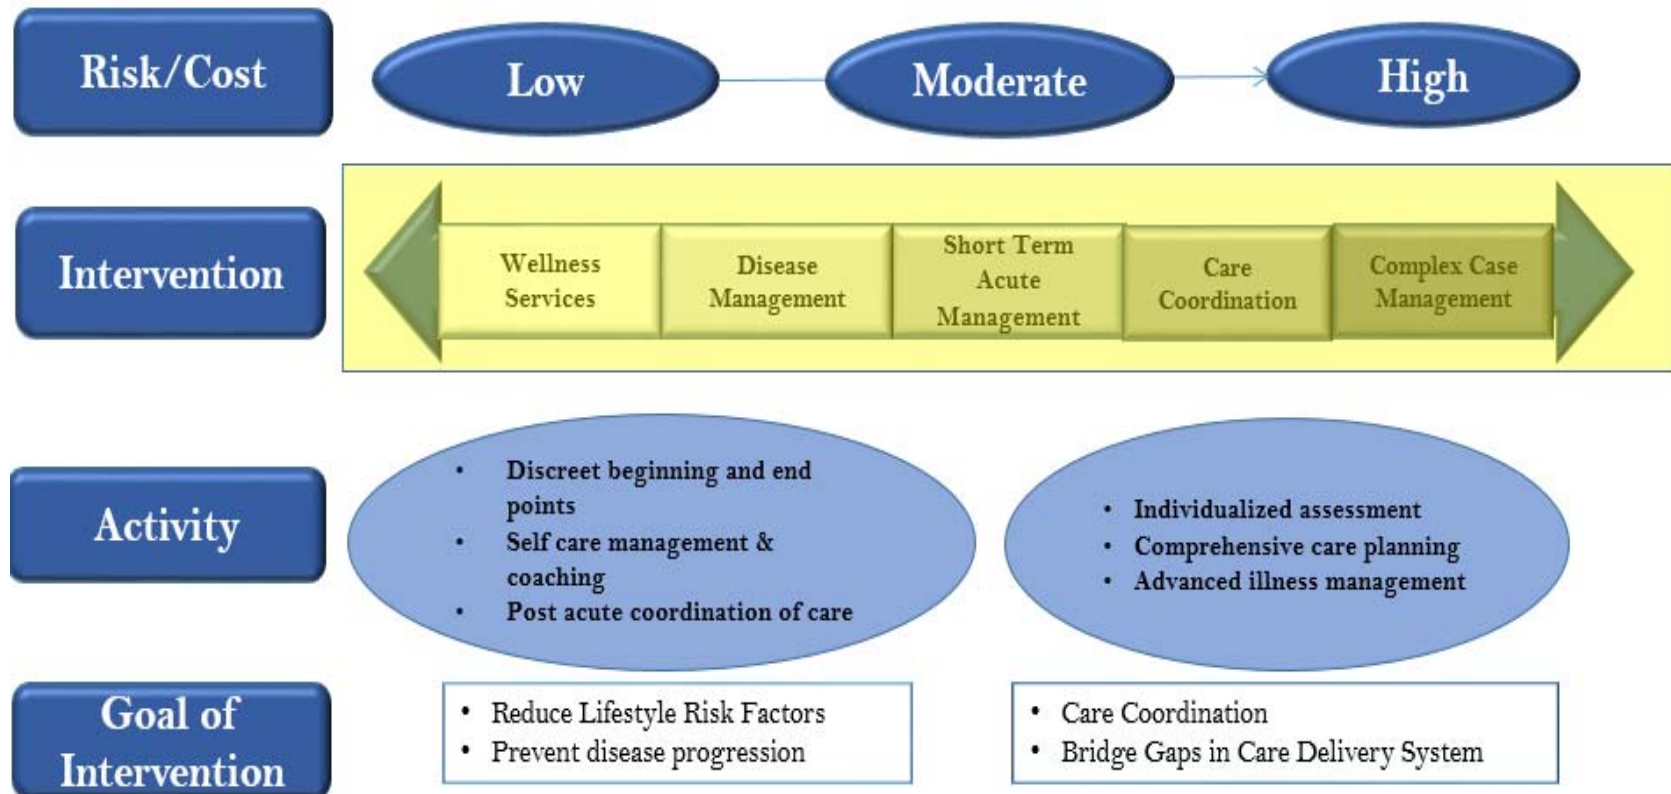 Risk/Cost
Low
Moderate
High
Intervention
Wellness
Services
Disease
Management
Short Term
Acute
Management
Care
Coordination
Complex Case
Management
Activity
• Discreet beginning and end
points
• Self care management &
coaching
• Post acute coordination of care
• Individualized assessment
• Comprehensive care planning
• Advanced illness management
Goal of
Intervention
• Reduce Lifestyle Risk Factors
• Prevent disease progression
• Care Coordination
• Bridge Gaps in Care Delivery System